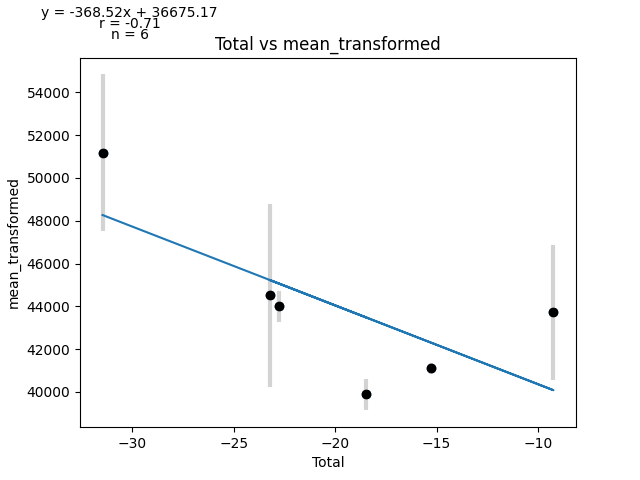 y = -368.52x + 36675.17
r = -0.71
n = 6
Total vs mean_transformed
mean_transformed
54000
52000
50000
48000
46000
44000
42000
40000
−30
−25
−20
−15
−10
Total